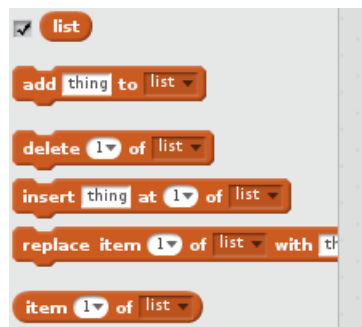 list
add thing to list
delete 1 of list
insert thing at 1 of list
replace item 1 of list with th
item 1 of list